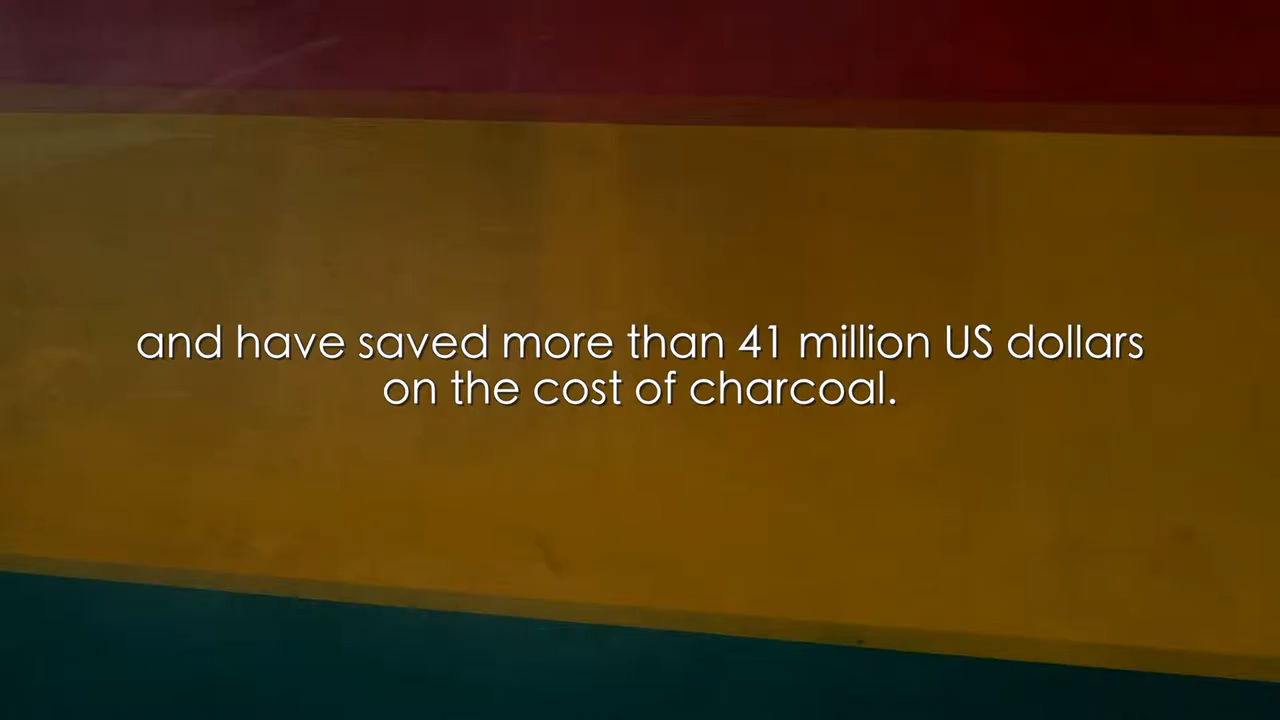 and have saved more than 41 million US dollars
on the cost of charcoal.